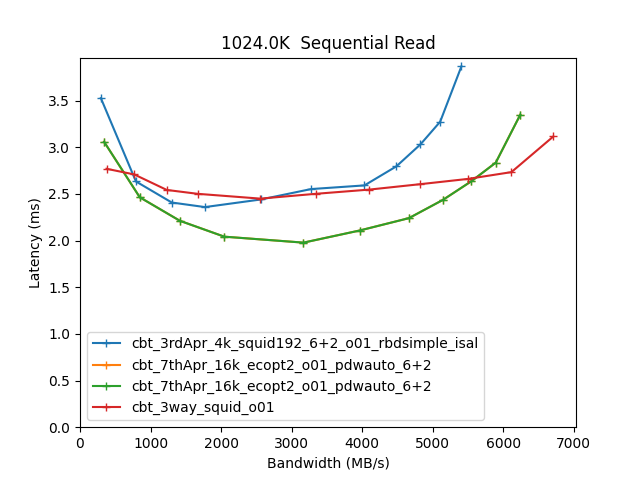 1024.0K  Sequential Read
Latency (ms)
3.5
3.0
2.5
2.0
1.5
1.0
0.5
0.0
cbt_3rdApr_4k_squid192_6+2_o01_rbdsimple_isal
cbt_7thApr_16k_ecopt2_o01_pdwauto_6+2
cbt_7thApr_16k_ecopt2_o01_pdwauto_6+2
cbt_3way_squid_o01
0 1000 2000 3000 4000 5000 6000 7000
Bandwidth (MB/s)